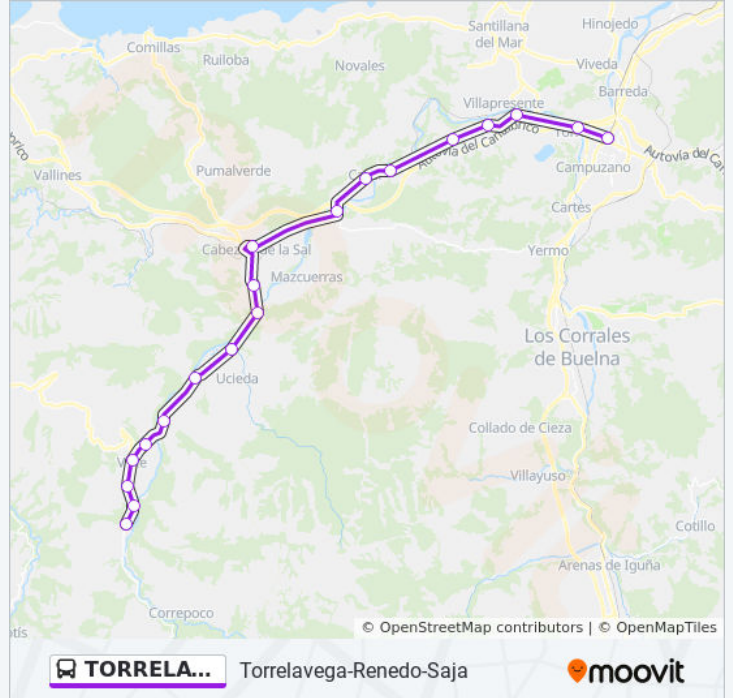 Santillana
del Mar
Hinojedo
Comillas
Ruiloba
Novales
Viveda
Barreda
Villapresente
Autovía del Cantábrico
Campuzano
Autovía del Can
Vallines
Pumalverde
Cartes
Cabezón de la Sal
Yermo
Mazcuerras
Los Corrales
de Buelna
Ucieda
Collado de Cieza
Villayuso
Cotillo
Arenas de Iguña
Correpoco
© OpenStreetMap contributors | © OpenMapTiles
TORRELA...
Torrelavega-Renedo-Saja
moovit